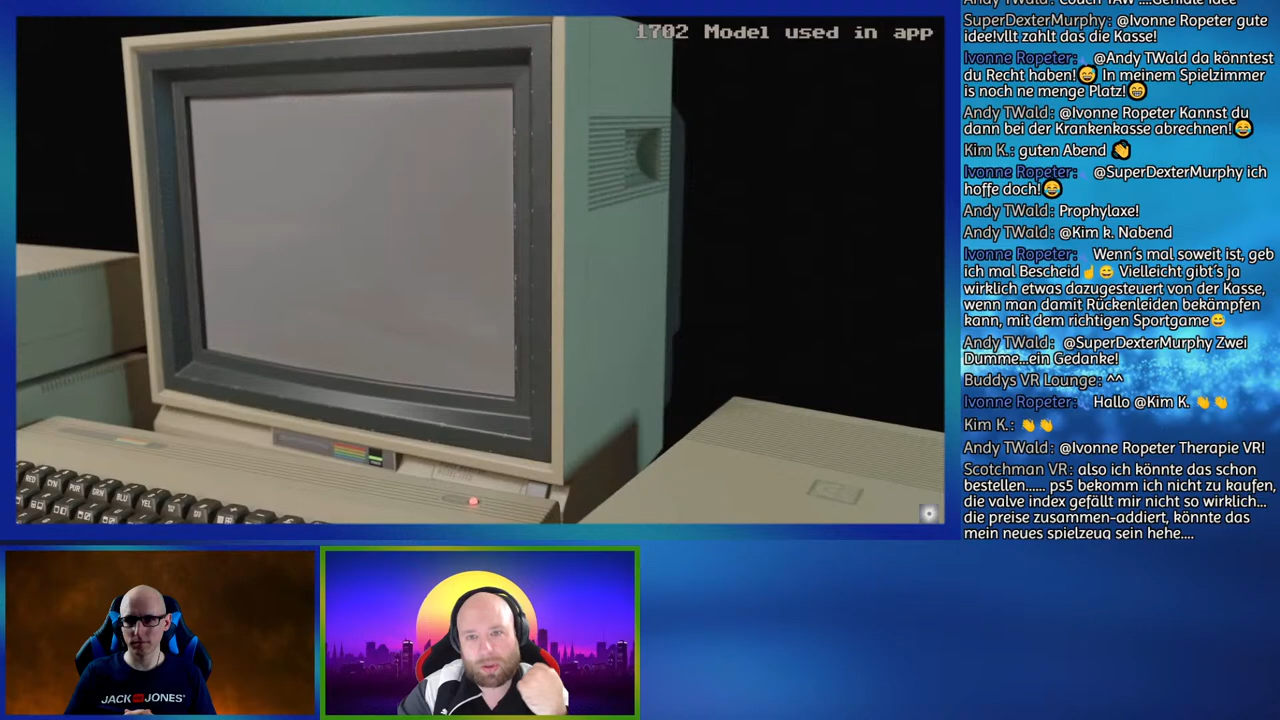 1702 Model used in app
Andy TWald: Couch TAW ....Geniale Idee
SuperDexterMurphy: @Ivonne Ropeter gute
idee!vllt zahlt das die Kasse!
Ivonne Ropeter: @Andy TWald da könntest
du Recht haben!😅 In meinem Spielzimmer
is noch ne menge Platz!😁
Andy TWald: @Ivonne Ropeter Kannst du
dann bei der Krankenkasse abrechnen!😂
Kim K.: guten Abend 👏
Ivonne Ropeter: @SuperDexterMurphy ich
hoffe doch!😂
Andy TWald: Prophylaxe!
Andy TWald: @Kim k. Nabend
Ivonne Ropeter: Wenn´s mal soweit ist, geb
ich mal Bescheid☝😅 Vielleicht gibt´s ja
wirklich etwas dazugesteuert von der Kasse,
wenn man damit Rückenleiden bekämpfen
kann, mit dem richtigen Sportgame😅
Andy TWald: @SuperDexterMurphy Zwei
Dumme...ein Gedanke!
Buddys VR Lounge: ^^
Ivonne Ropeter: Hallo @Kim K. 👏👏
Kim K.: 👏👏
Andy TWald: @Ivonne Ropeter Therapie VR!
Scotchman VR: also ich könnte das schon
bestellen...... ps5 bekomm ich nicht zu kaufen,
die valve index gefällt mir nicht so wirklich...
die preise zusammen-addiert, könnte das
mein neues spielzeug sein hehe....
JACK JONES